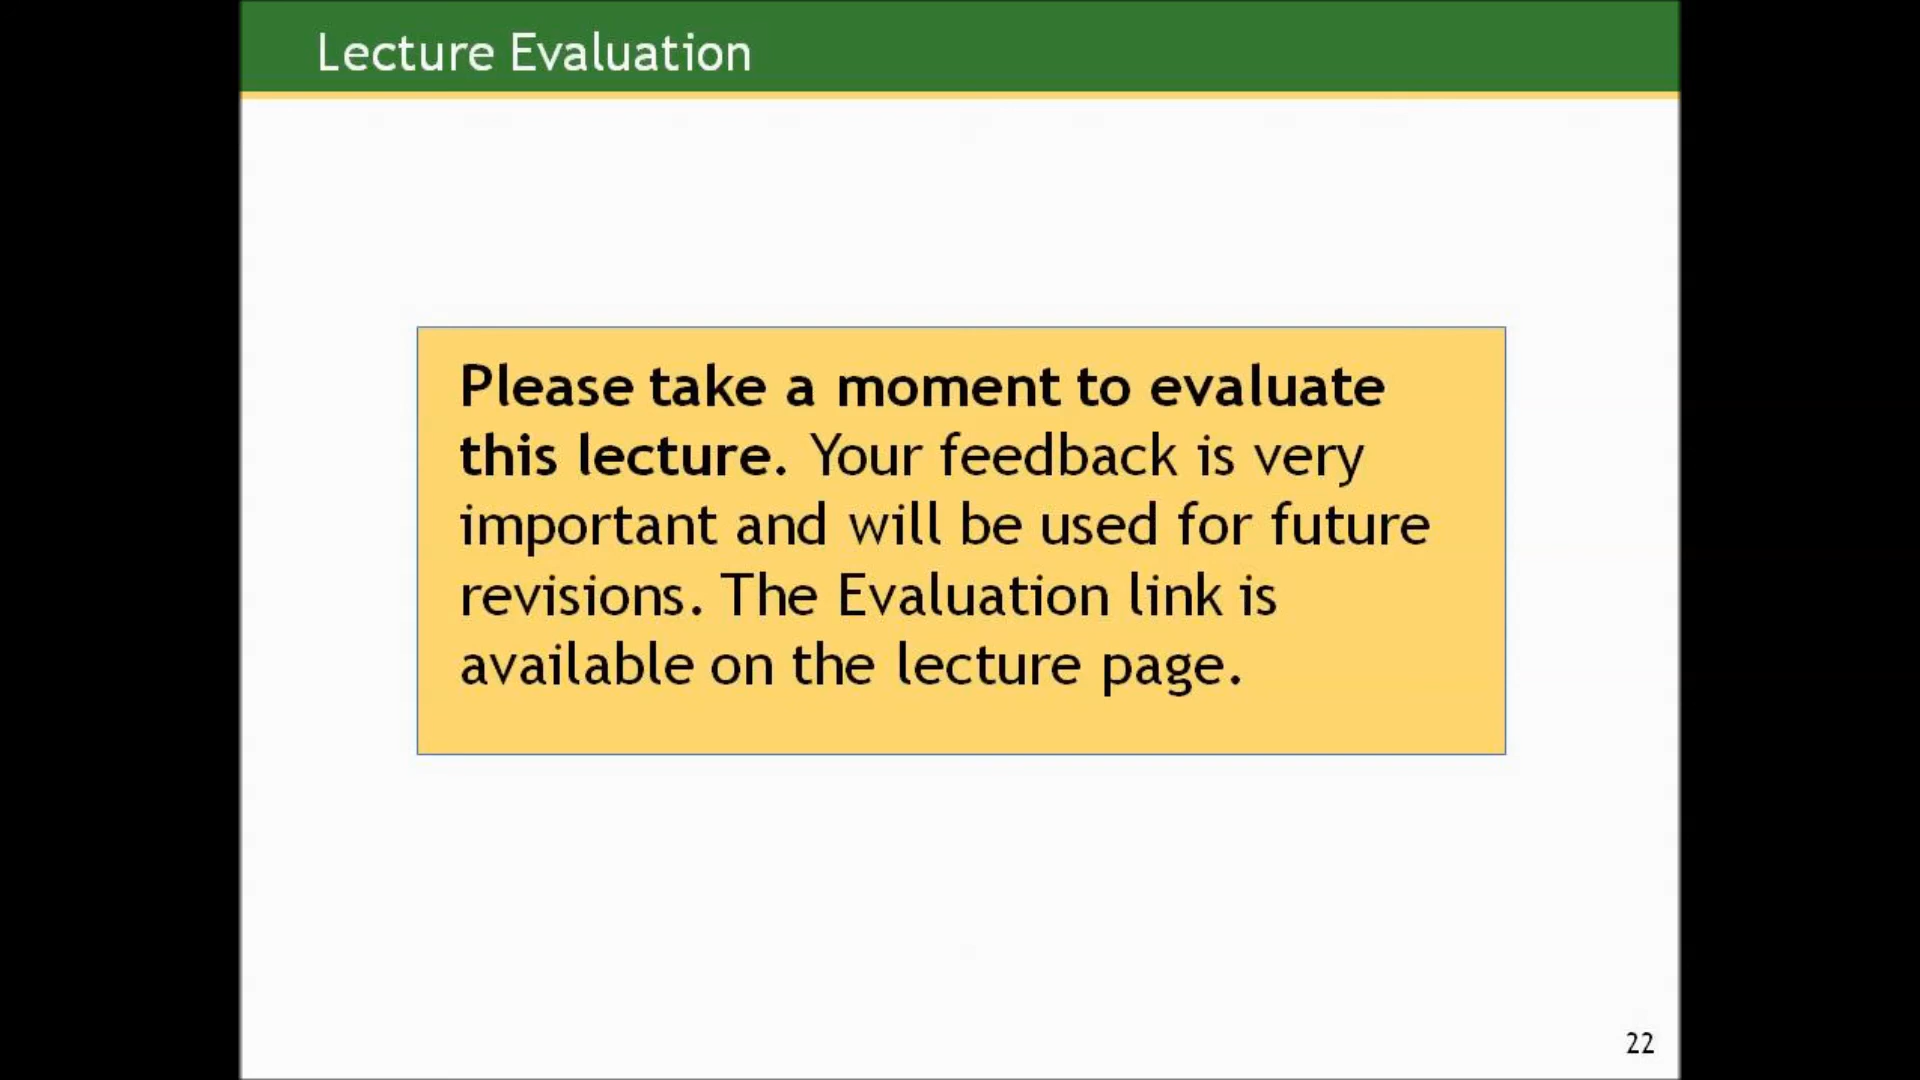 Lecture Evaluation
Please take a moment to evaluate
this lecture. Your feedback is very
important and will be used for future
revisions. The Evaluation link is
available on the lecture page.
22